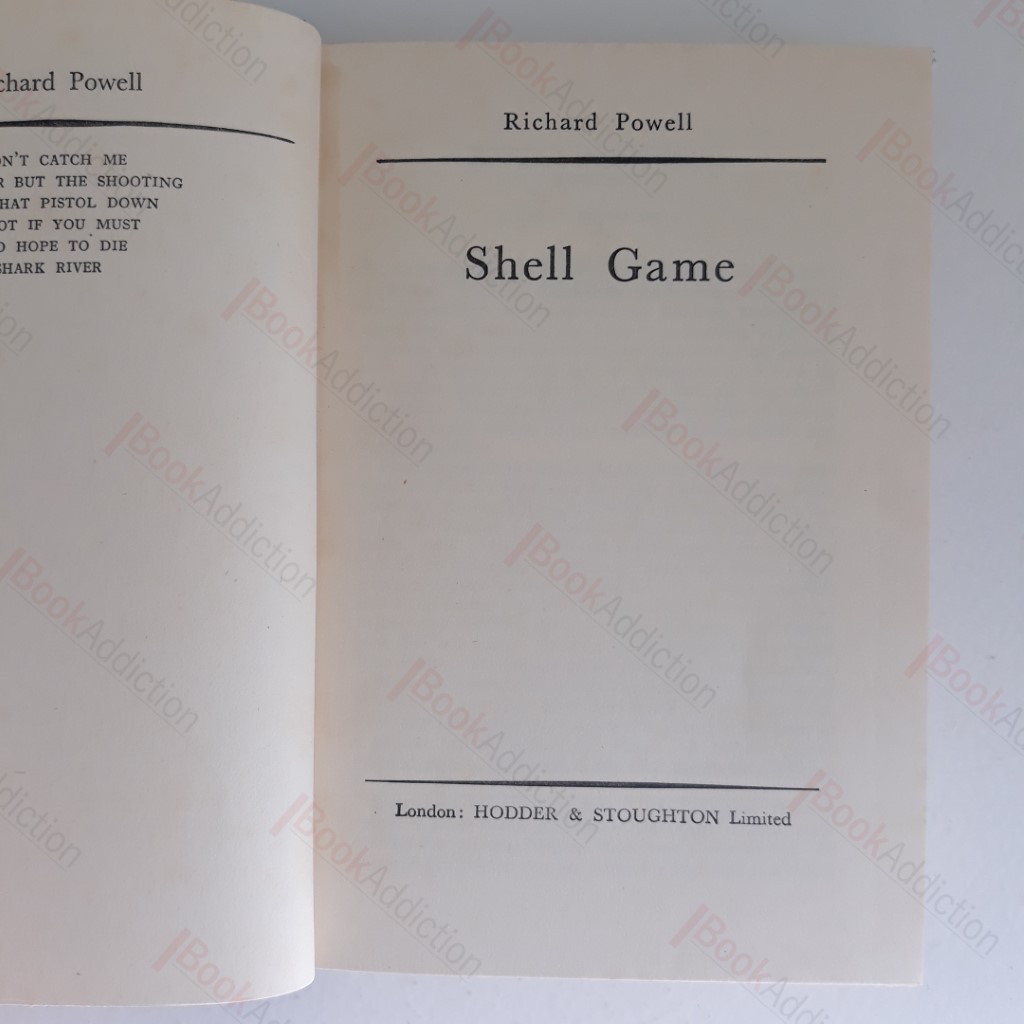 chard Powell
N'T CATCH ME
R BUT THE SHOOTING
HAT PISTOL DOWN
OT IF YOU MUST
O HOPE TO DIE
SHARK RIVER
Richard Powell
Shell Game
London: HODDER & STOUGHTON Limited
BookAddiction